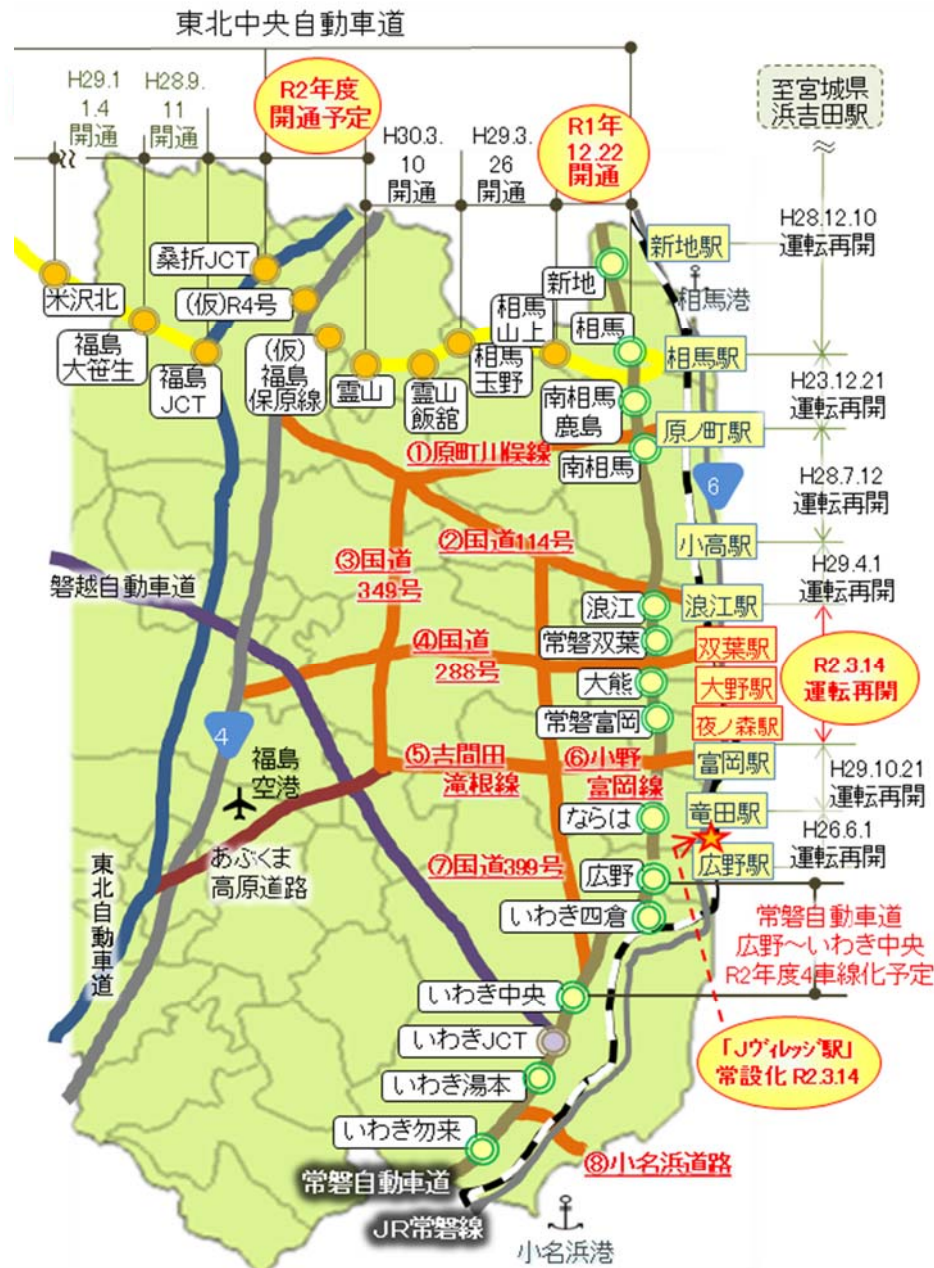 東北中央自動車道
H29.1
1.4
開通
H28.9.
11
開通
R2年度
開通予定
H30.3.
10
開通
H29.3.
26
開通
R1年
12.22
開通
至宮城県
浜吉田駅
H28.12.10
運転再開
新地駅
相馬港
桑折JCT
新地
米沢北
(仮)R4号
相馬
山上
相馬
福島
大笹生
福島
JCT
(仮)
福島
保原線
霊山
霊山
飯舘
相馬
玉野
相馬駅
H23.12.21
運転再開
南相馬
鹿島
原ノ町駅
①原町川俣線
南相馬
6
H28.7.12
運転再開
②国道114号
小高駅
③国道
349号
H29.4.1
運転再開
磐越自動車道
浪江
浪江駅
常磐双葉
双葉駅
④国道
288号
R2.3.14
運転再開
大熊
大野駅
常磐富岡
夜ノ森駅
4
福島
空港
⑤吉間田
滝根線
⑥小野
富岡線
富岡駅
H29.10.21
運転再開
ならは
竜田駅
H26.6.1
運転再開
あぶくま
高原道路
⑦国道399号
広野
広野駅
東北自動車道
いわき四倉
常磐自動車道
広野～いわき中央
R2年度4車線化予定
いわき中央
いわきJCT
「Jヴィレッジ駅」
常設化 R2.3.14
いわき湯本
いわき勿来
⑧小名浜道路
常磐自動車道
JR常磐線
小名浜港